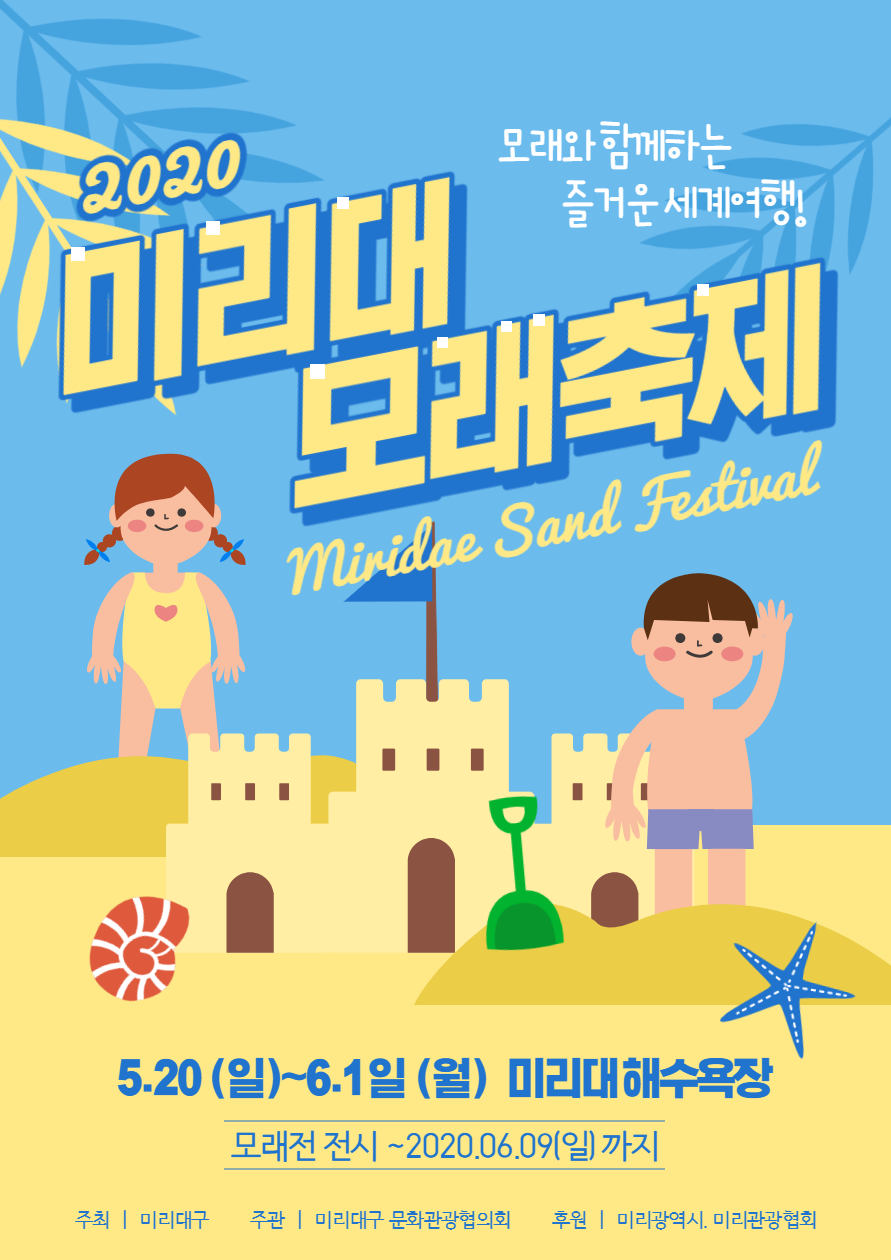 2020
미리대
모래축제
모래와 함께하는
즐거운 세계여행!
Miridae Sand Festival
5.20 (일)~6.1일 (월) 미리대 해수욕장
모래전 전시 ~2020.06.09(일) 까지
주최 | 미리대구 주관 | 미리대구 문화관광협의회 후원 | 미리광역시. 미리관광협회